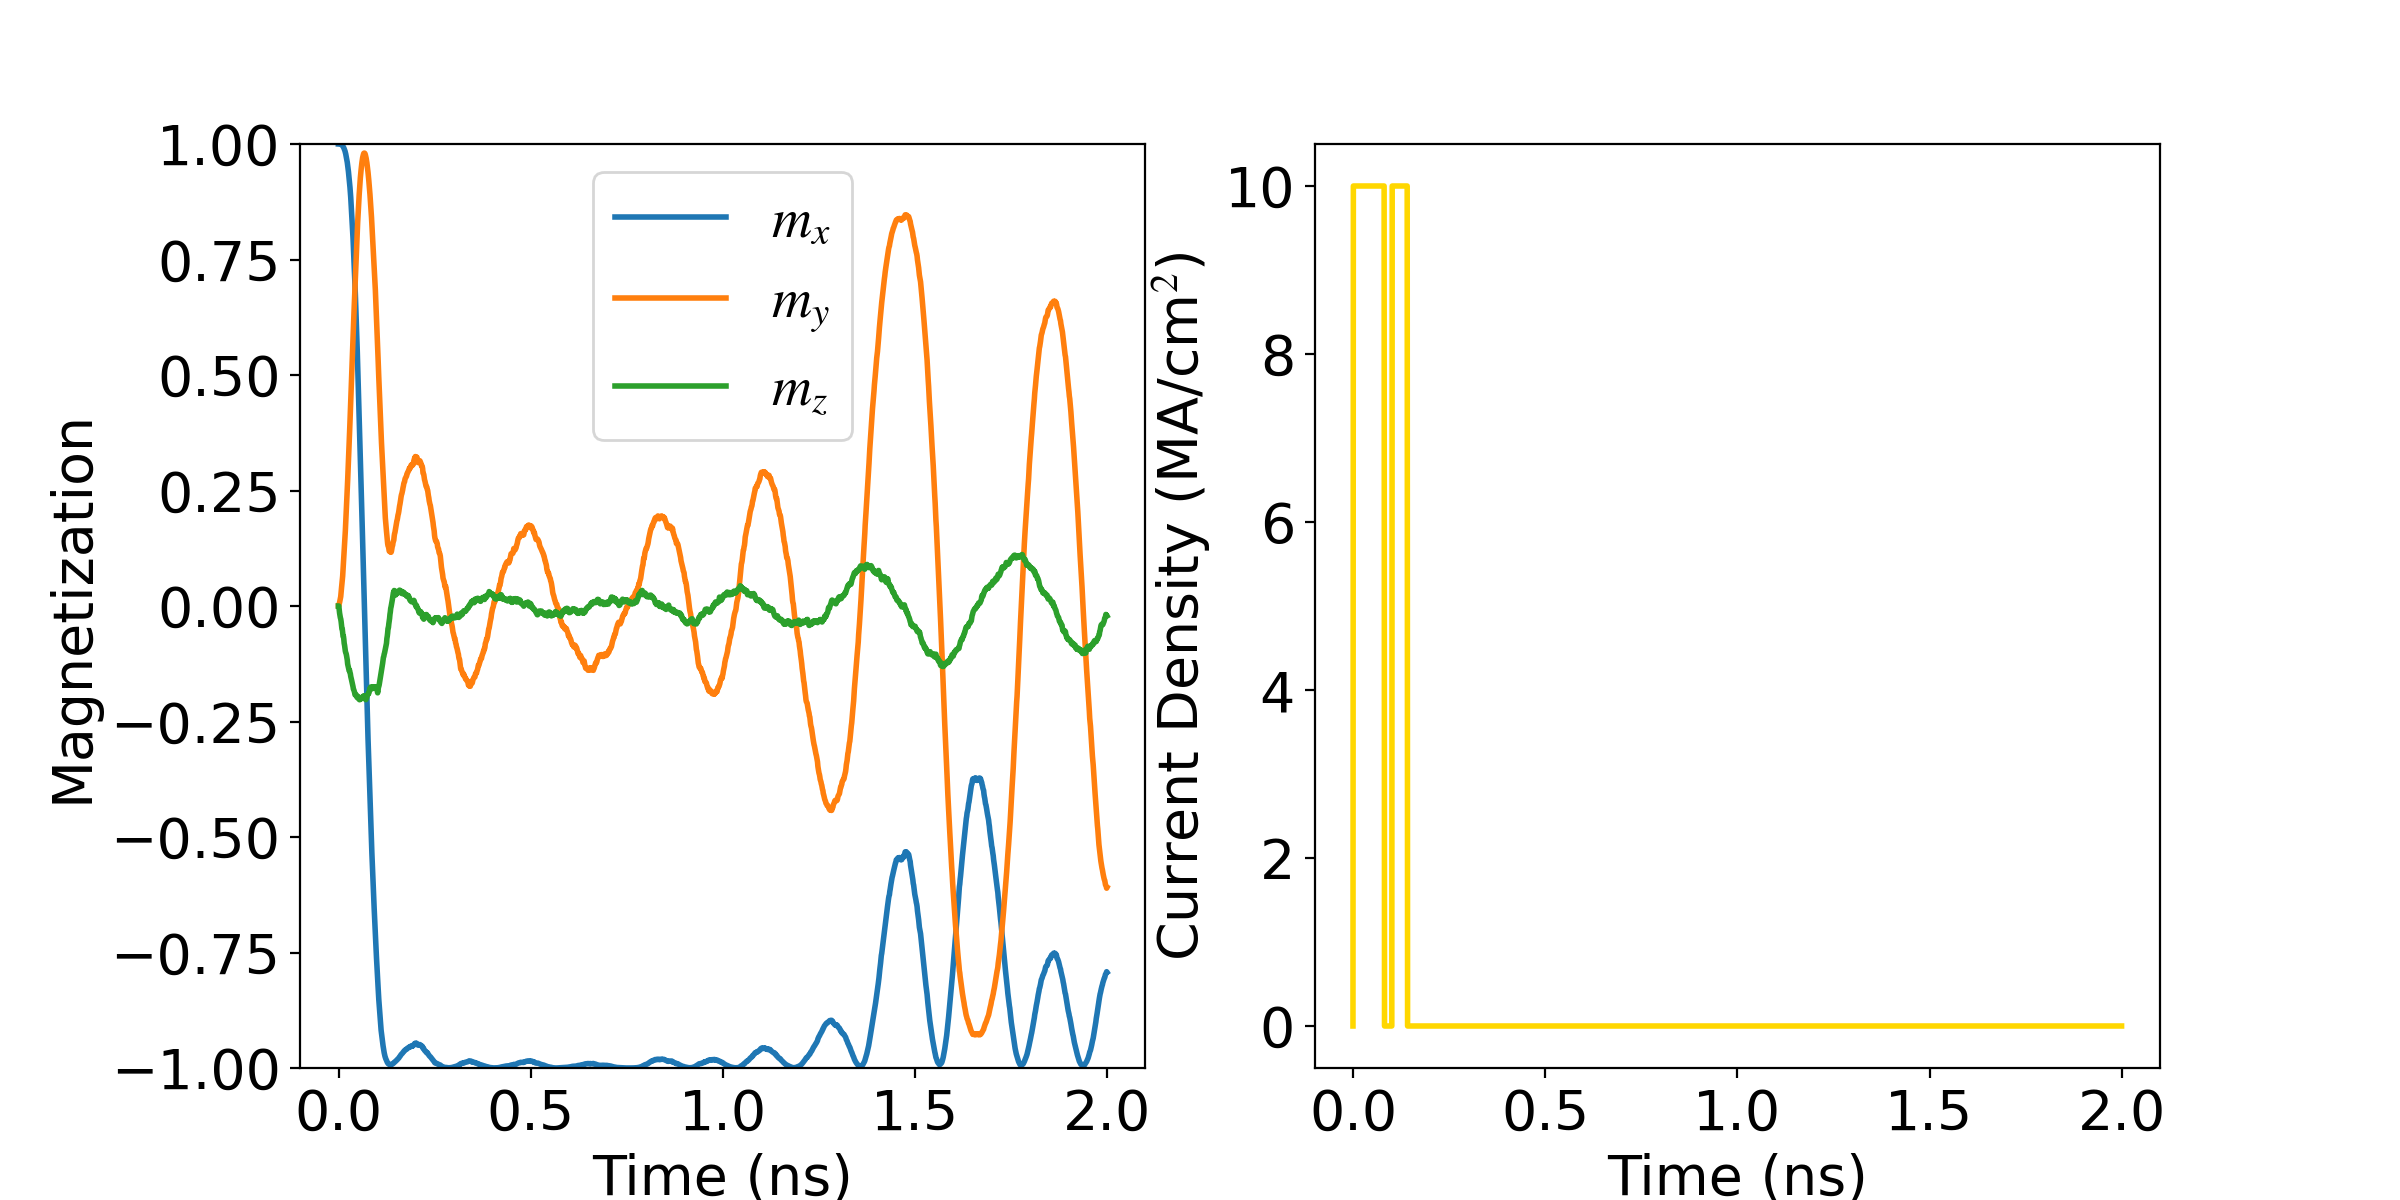 Magnetization
1.00
0.75
0.50
0.25
0.00
−0.25
−0.50
−0.75
−1.00
0.0 0.5 1.0 1.5 2.0
Time (ns)
m_x
m_y
m_z
Current Density (MA/cm²)
10
8
6
4
2
0
0.0 0.5 1.0 1.5 2.0
Time (ns)